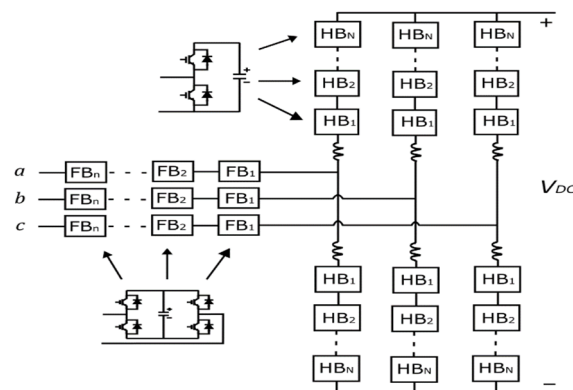 HBN HBN HBN +
HB2 HB2 HB2
HB1 HB1 HB1
a FBn FB2 FB1
b FBn FB2 FB1
c FBn FB2 FB1
VDC
HB1 HB1 HB1
HB2 HB2 HB2
HBN HBN HBN −